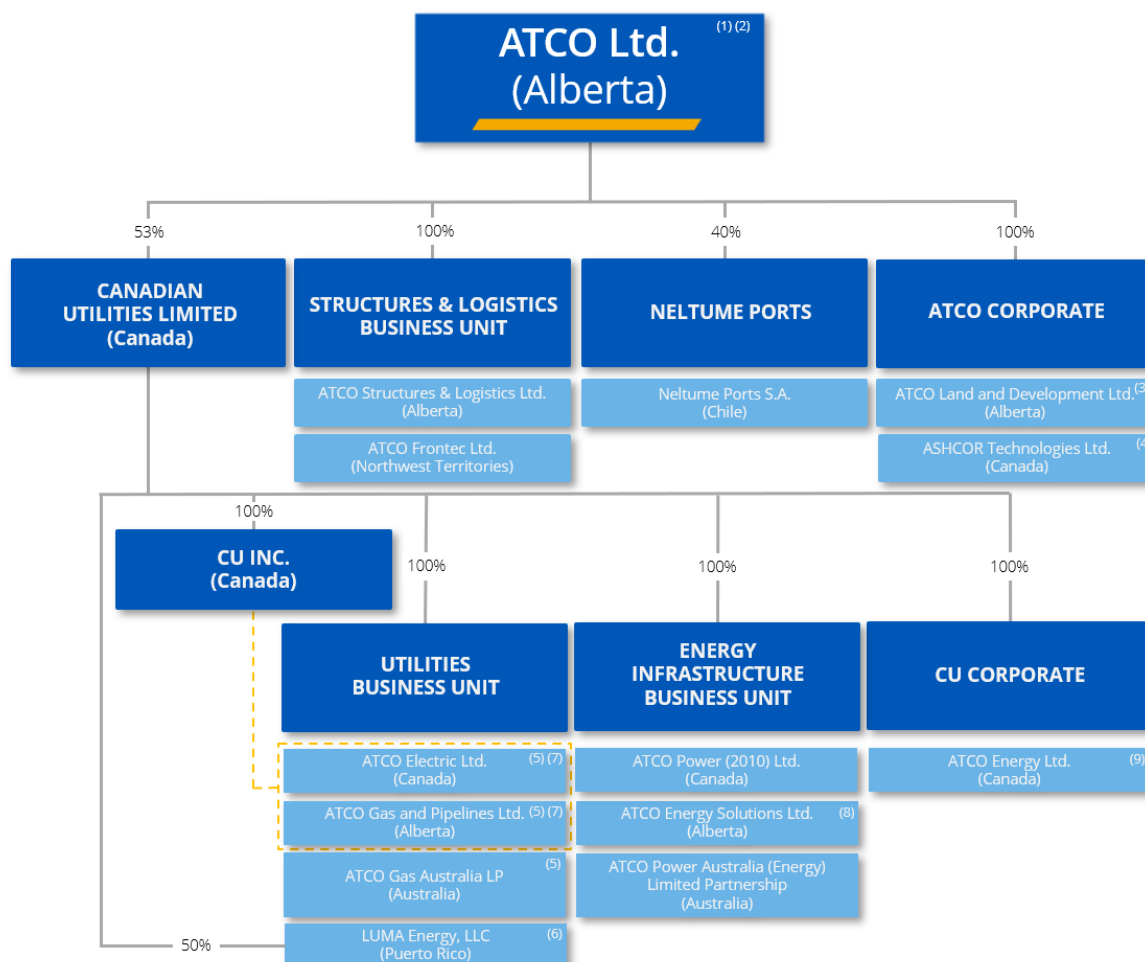 ATCO Ltd. (1) (2)
(Alberta)
53%
100%
40%
100%
CANADIAN
UTILITIES LIMITED
(Canada)
STRUCTURES & LOGISTICS
BUSINESS UNIT
NELTUME PORTS
ATCO CORPORATE
ATCO Structures & Logistics Ltd.
(Alberta)
Neltume Ports S.A.
(Chile)
ATCO Land and Development Ltd. (3
(Alberta)
ATCO Frontec Ltd.
(Northwest Territories)
ASHCOR Technologies Ltd. (4
(Canada)
100%
CU INC.
(Canada)
100%
100%
100%
UTILITIES
BUSINESS UNIT
ENERGY
INFRASTRUCTURE
BUSINESS UNIT
CU CORPORATE
ATCO Electric Ltd. (5) (7)
(Canada)
ATCO Power (2010) Ltd.
(Canada)
ATCO Energy Ltd. (9)
(Canada)
ATCO Gas and Pipelines Ltd. (5) (7)
(Alberta)
ATCO Energy Solutions Ltd. (8)
(Alberta)
ATCO Gas Australia LP (5)
(Australia)
ATCO Power Australia (Energy)
Limited Partnership
(Australia)
50%
LUMA Energy, LLC (6)
(Puerto Rico)